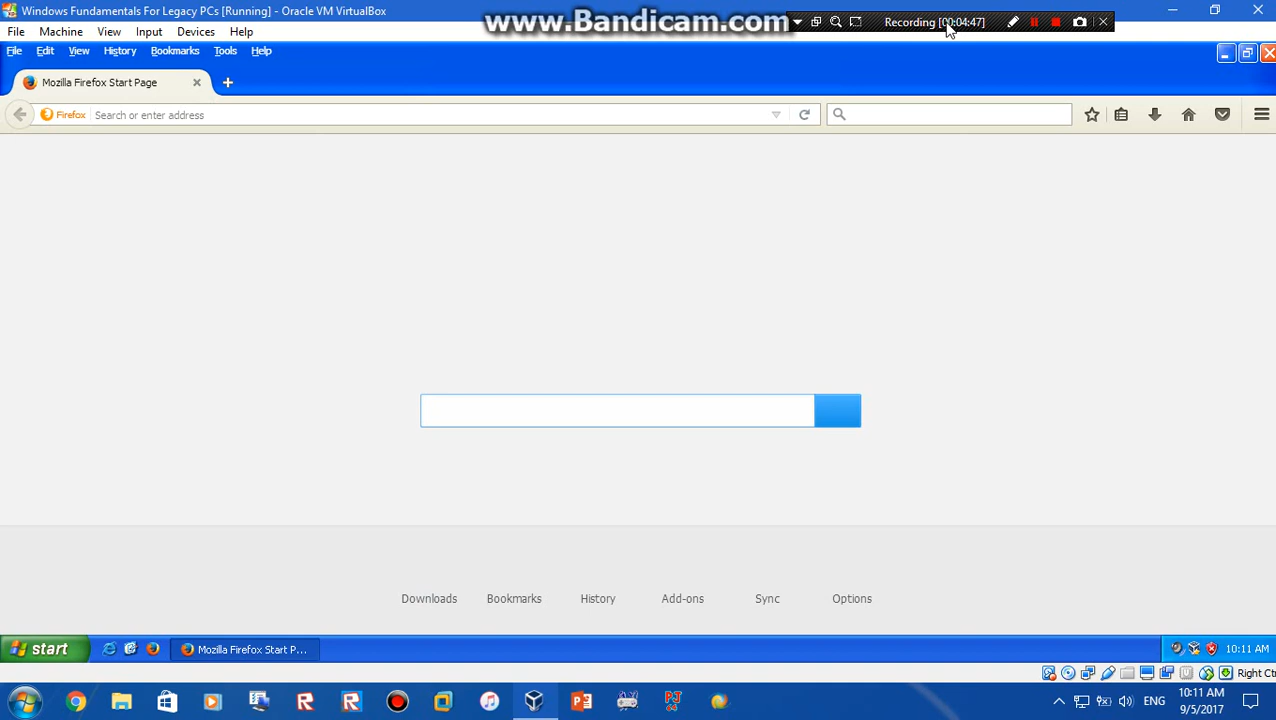 Windows Fundamentals For Legacy PCs [Running] - Oracle VM VirtualBox
www.Bandicam.com
Recording [00:04:47]
File Machine View Input Devices Help
File Edit View History Bookmarks Tools Help
Mozilla Firefox Start Page
Firefox Search or enter address
Downloads Bookmarks History Add-ons Sync Options
start Mozilla Firefox Start P... 10:11 AM
Right Ctr
ENG 10:11 AM
9/5/2017